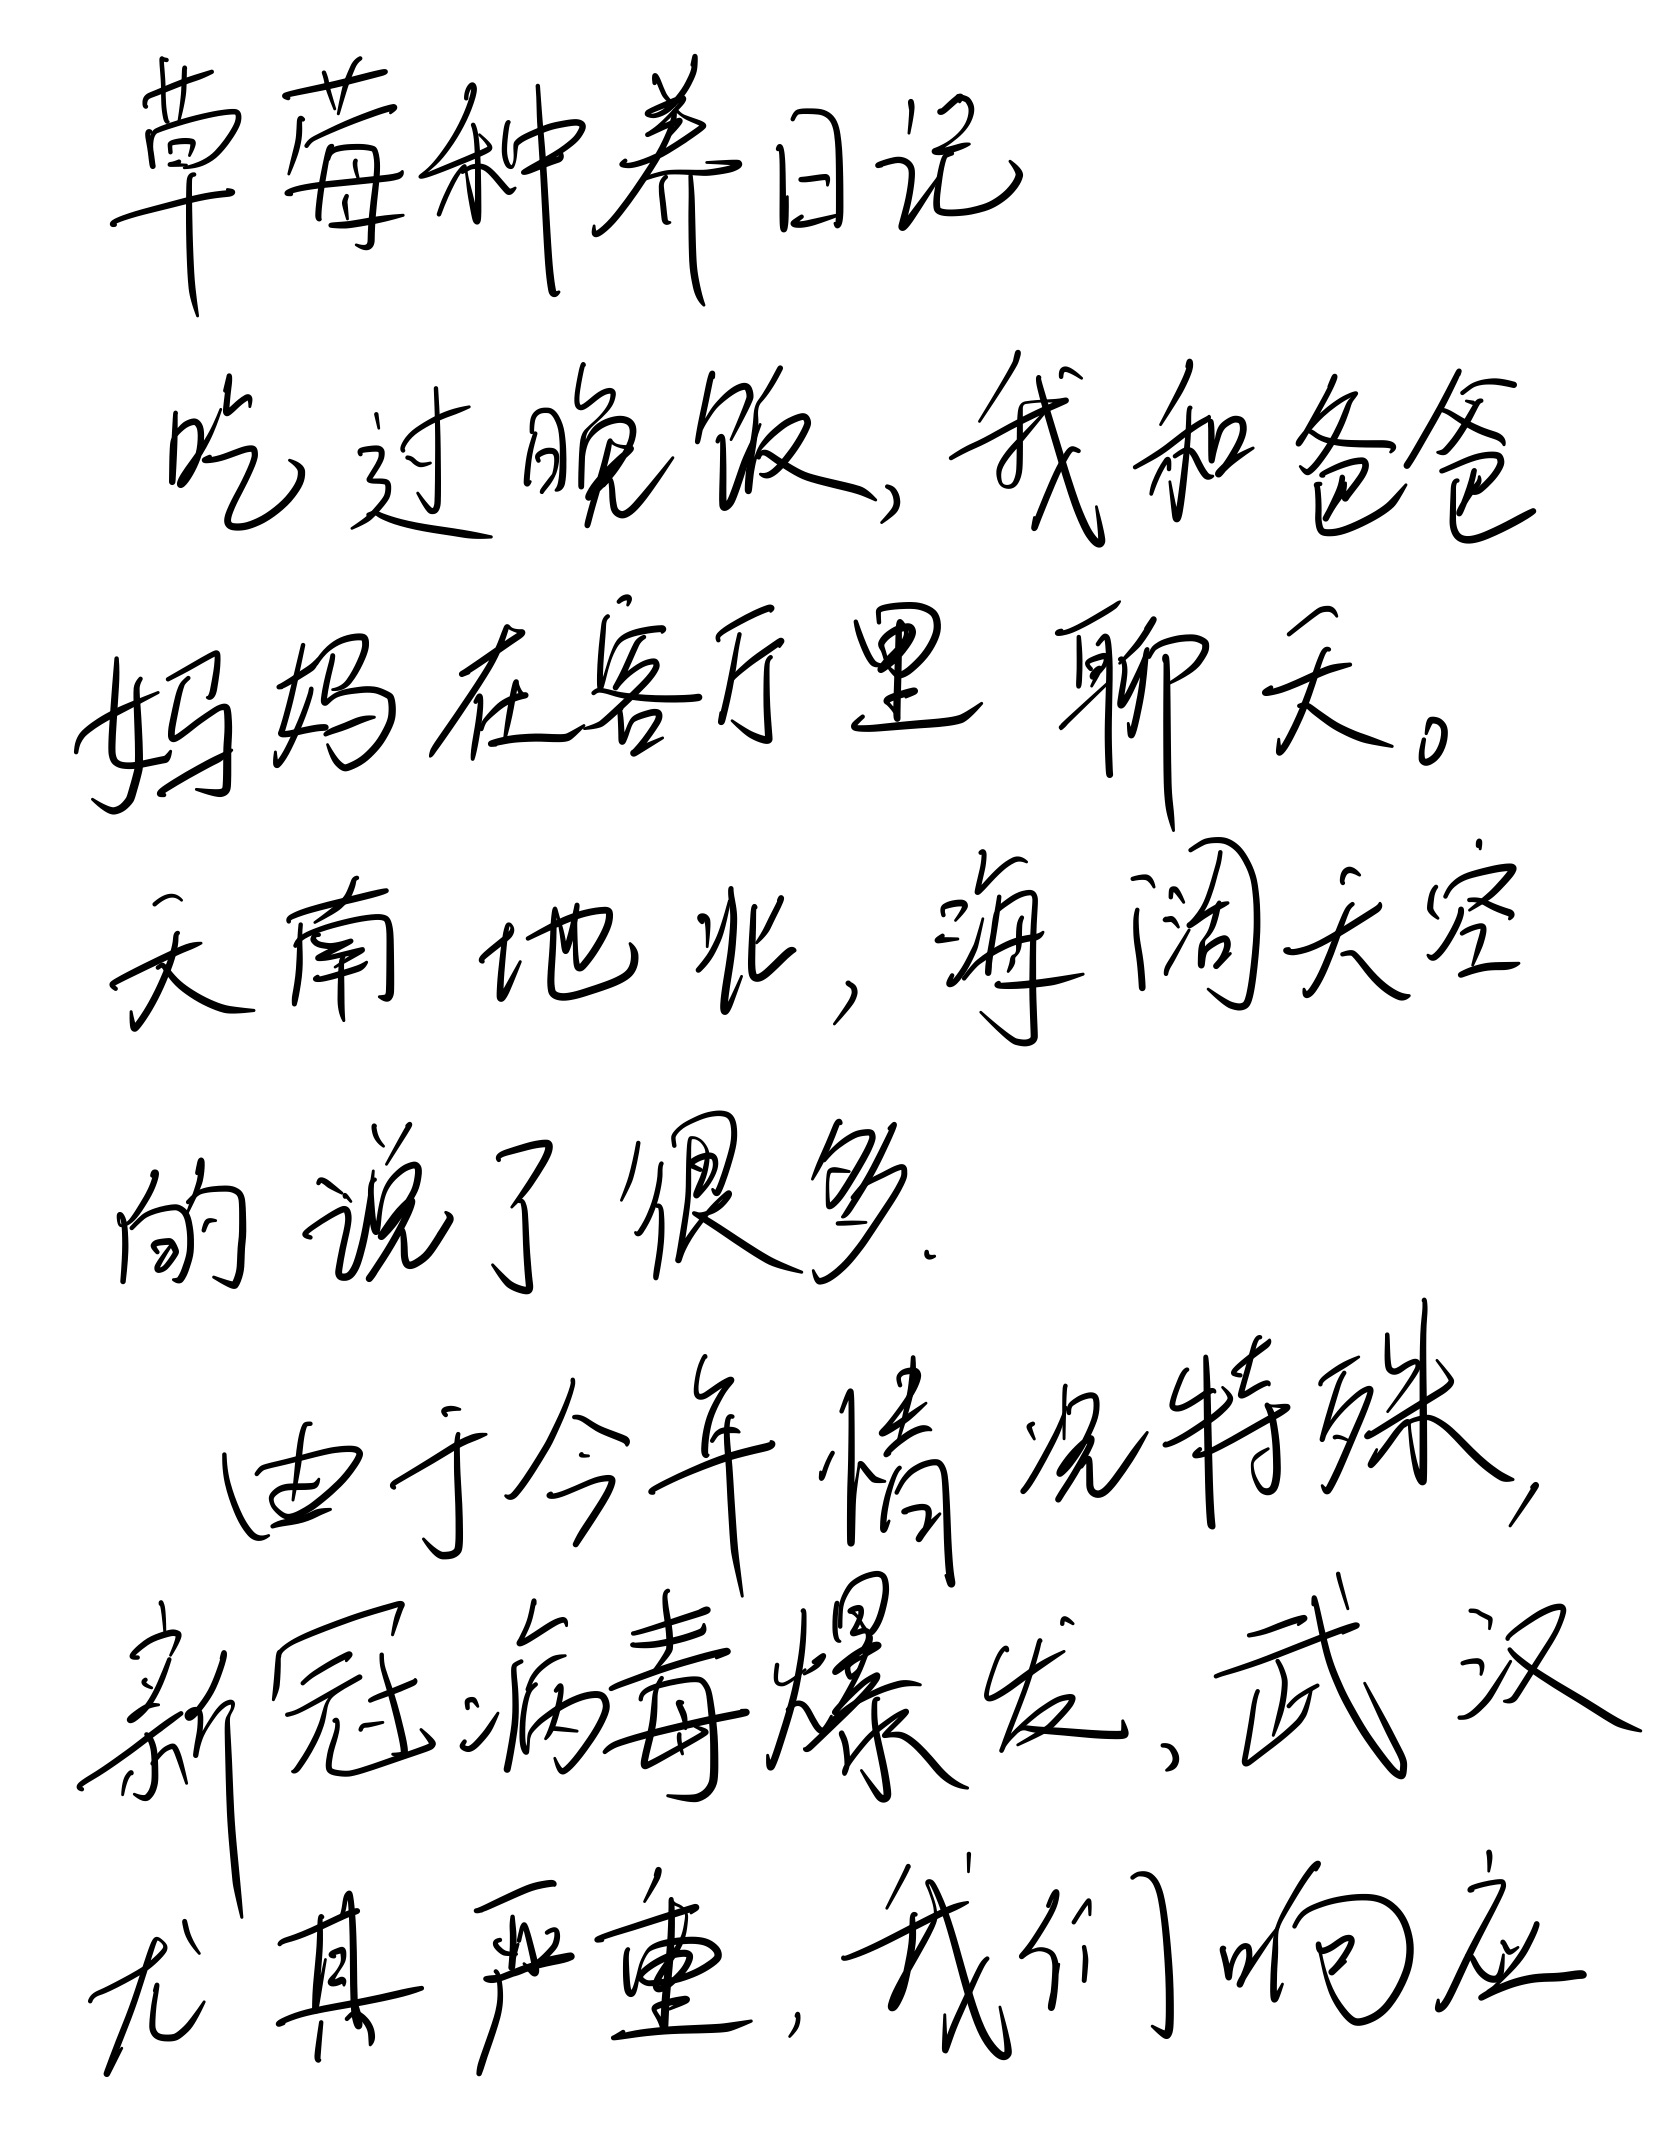 草莓种养日记
吃过晚饭，我和爸爸
妈妈在客厅里聊天。
天南地北，海阔天空
的说了很多.
由于今年情况特殊，
新冠病毒爆发、武汉
尤其严重，我们响应